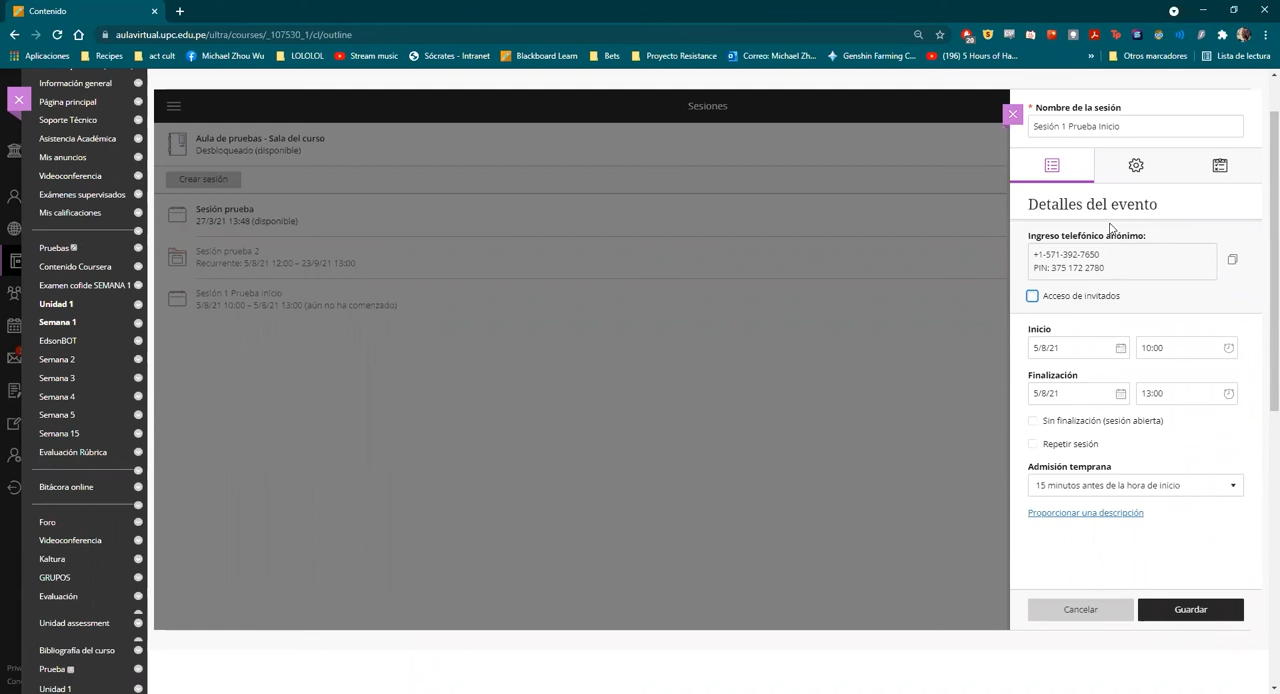 Contenido
aulavirtual.upc.edu.pe/ultra/courses/_107530_1/cl/outline
20
Aplicaciones
Recipes
act cult
Michael Zhou Wu
LOLOLOL
Stream music
Sócrates - Intranet
Blackboard Learn
Bets
Proyecto Resistance
Correo: Michael Zh...
Genshin Farming C...
(196) 5 Hours of Ha...
»
Otros marcadores
Lista de lectura
Información general
Página principal
Soporte Técnico
Asistencia Académica
Mis anuncios
Videoconferencia
Exámenes supervisados
Mis calificaciones
Pruebas
Contenido Coursera
Examen cofide SEMANA 1
Unidad 1
Semana 1
EdsonBOT
Semana 2
Semana 3
Semana 4
Semana 5
Semana 15
Evaluación Rúbrica
Bitácora online
Foro
Videoconferencia
Kaltura
GRUPOS
Evaluación
Unidad assessment
Bibliografía del curso
Prueba
Unidad 1
Priv
Con
Sesiones
Aula de pruebas - Sala del curso
Desbloqueado (disponible)
Crear sesión
Sesión prueba
27/3/21 13:48 (disponible)
Sesión prueba 2
Recurrente: 5/8/21 12:00 – 23/9/21 13:00
Sesión 1 Prueba Inicio
5/8/21 10:00 – 5/8/21 13:00 (aún no ha comenzado)
* Nombre de la sesión
Sesión 1 Prueba Inicio
Detalles del evento
Ingreso telefónico anónimo:
+1-571-392-7650
PIN: 375 172 2780
Acceso de invitados
Inicio
5/8/21
10:00
Finalización
5/8/21
13:00
Sin finalización (sesión abierta)
Repetir sesión
Admisión temprana
15 minutos antes de la hora de inicio
Proporcionar una descripción
Cancelar
Guardar